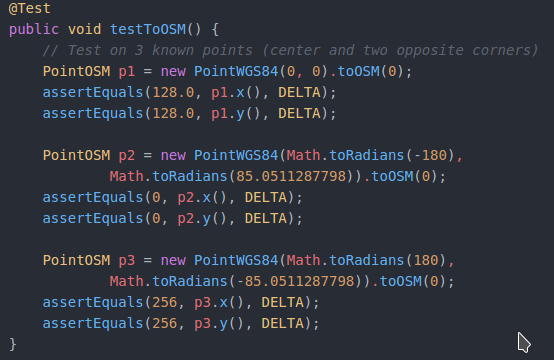 @Test
public void testToOSM() {
    // Test on 3 known points (center and two opposite corners)
    PointOSM p1 = new PointWGS84(0, 0).toOSM(0);
    assertEquals(128.0, p1.x(), DELTA);
    assertEquals(128.0, p1.y(), DELTA);

    PointOSM p2 = new PointWGS84(Math.toRadians(-180),
            Math.toRadians(85.0511287798)).toOSM(0);
    assertEquals(0, p2.x(), DELTA);
    assertEquals(0, p2.y(), DELTA);

    PointOSM p3 = new PointWGS84(Math.toRadians(180),
            Math.toRadians(-85.0511287798)).toOSM(0);
    assertEquals(256, p3.x(), DELTA);
    assertEquals(256, p3.y(), DELTA);
}